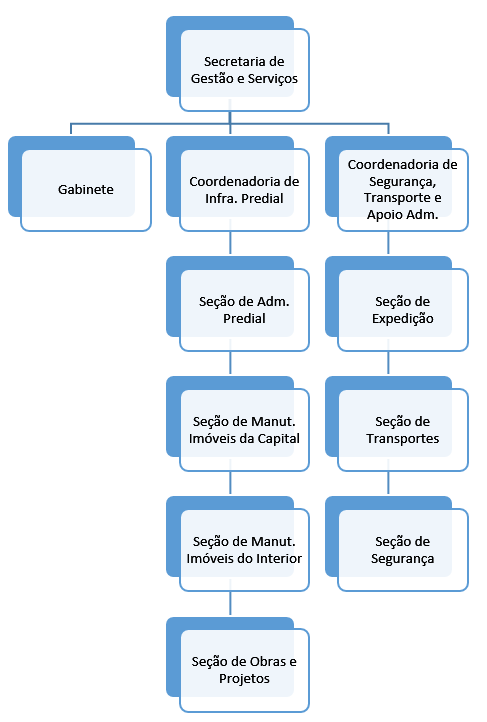 Secretaria de
Gestão e Serviços
Gabinete
Coordenadoria de
Infra. Predial
Coordenadoria de
Segurança,
Transporte e
Apoio Adm.
Seção de Adm.
Predial
Seção de
Expedição
Seção de Manut.
Imóveis da Capital
Seção de
Transportes
Seção de Manut.
Imóveis do Interior
Seção de
Segurança
Seção de Obras e
Projetos